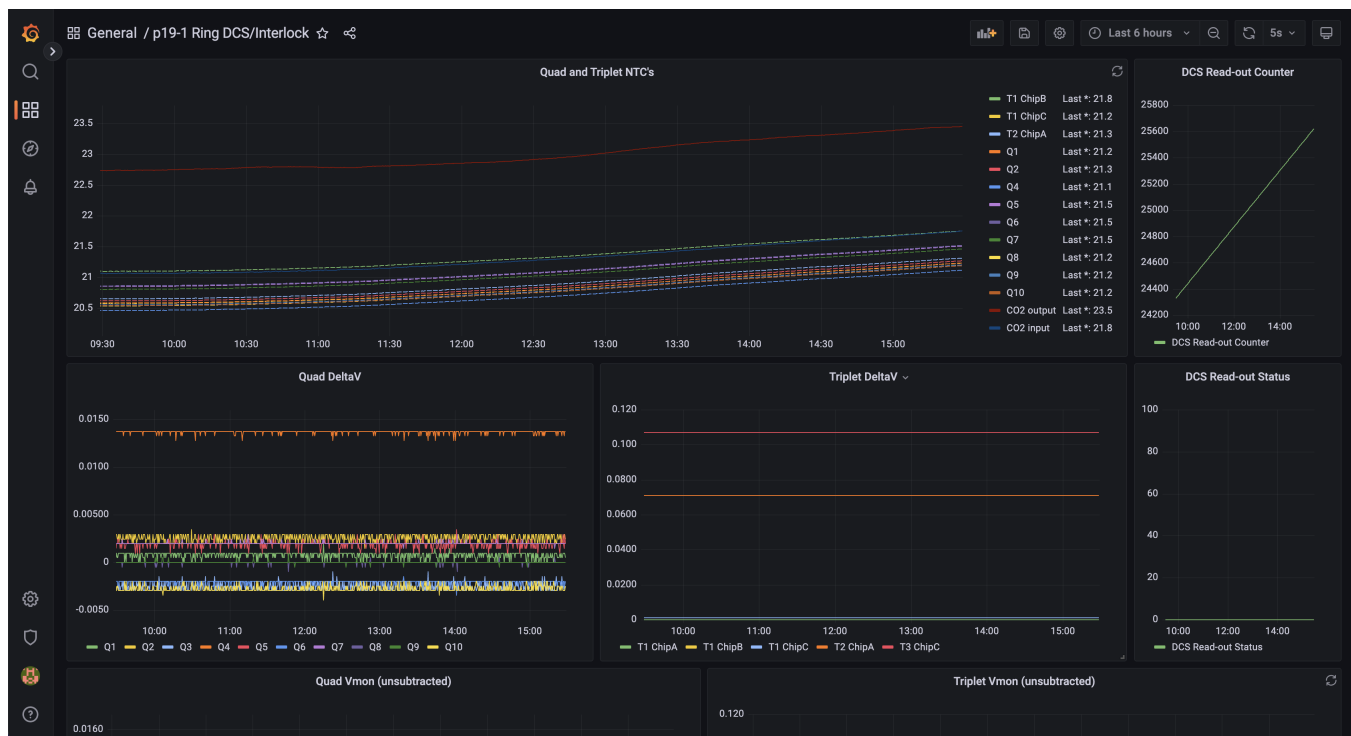 General / p19-1 Ring DCS/Interlock
Last 6 hours
5s
Quad and Triplet NTC's
23.5
23
22.5
22
21.5
21
20.5
09:30 10:00 10:30 11:00 11:30 12:00 12:30 13:00 13:30 14:00 14:30 15:00
T1 ChipB Last *: 21.8
T1 ChipC Last *: 21.2
T2 ChipA Last *: 21.3
Q1 Last *: 21.2
Q2 Last *: 21.3
Q4 Last *: 21.1
Q5 Last *: 21.5
Q6 Last *: 21.5
Q7 Last *: 21.5
Q8 Last *: 21.2
Q9 Last *: 21.2
Q10 Last *: 21.2
CO2 output Last *: 23.5
CO2 input Last *: 21.8
DCS Read-out Counter
25800
25600
25400
25200
25000
24800
24600
24400
24200
10:00 12:00 14:00
DCS Read-out Counter
Quad DeltaV
0.0150
0.0100
0.00500
0
-0.0050
10:00 11:00 12:00 13:00 14:00 15:00
Q1 Q2 Q3 Q4 Q5 Q6 Q7 Q8 Q9 Q10
Triplet DeltaV
0.120
0.100
0.0800
0.0600
0.0400
0.0200
0
10:00 11:00 12:00 13:00 14:00 15:00
T1 ChipA T1 ChipB T1 ChipC T2 ChipA T3 ChipC
DCS Read-out Status
100
80
60
40
20
0
10:00 12:00 14:00
DCS Read-out Status
Quad Vmon (unsubtracted)
0.0160
Triplet Vmon (unsubtracted)
0.120